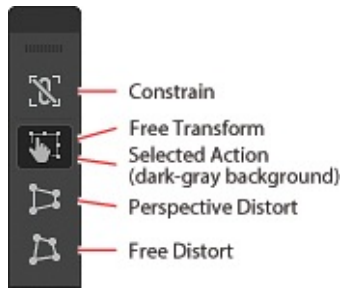 Constrain
Free Transform
Selected Action
(dark-gray background)
Perspective Distort
Free Distort